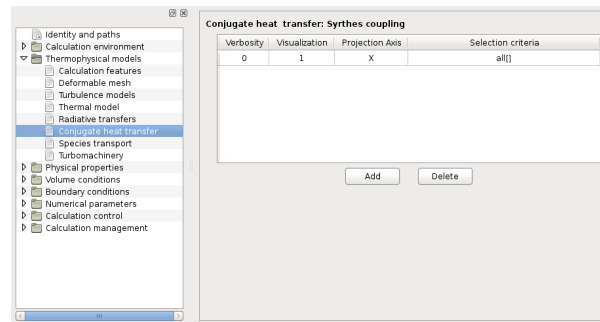 Identity and paths
Calculation environment
Thermophysical models
Calculation features
Deformable mesh
Turbulence models
Thermal model
Radiative transfers
Conjugate heat transfer
Species transport
Turbomachinery
Physical properties
Volume conditions
Boundary conditions
Numerical parameters
Calculation control
Calculation management
Conjugate heat transfer: Syrthes coupling
Verbosity Visualization Projection Axis Selection criteria
0 1 X all[]
Add Delete